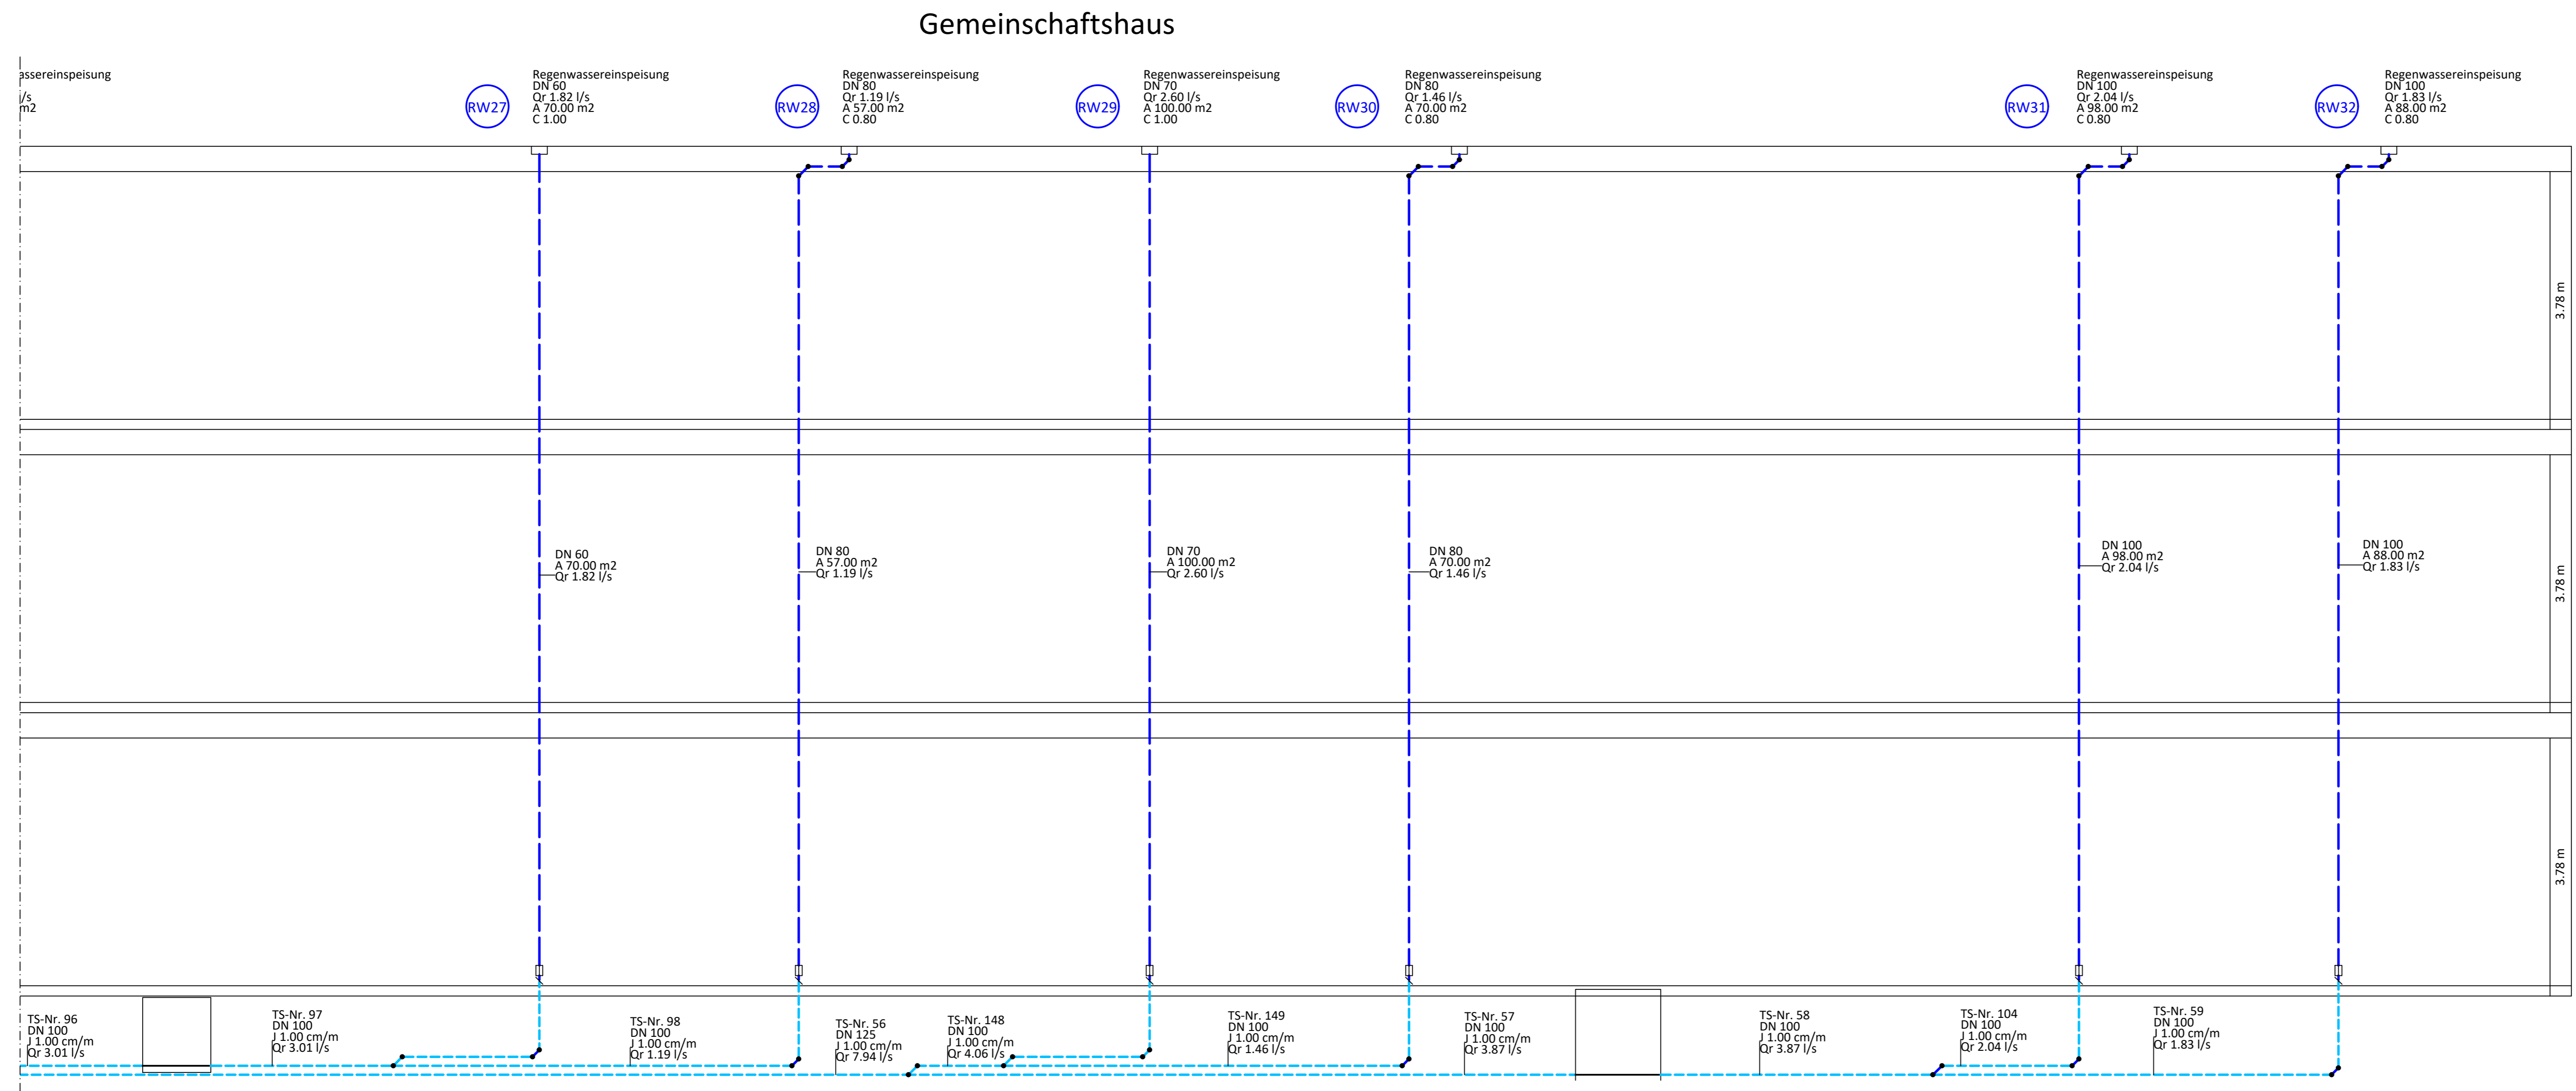 Gemeinschaftshaus
assereinspeisung
/s
m2
RW27
Regenwassereinspeisung
DN 60
Qr 1.82 l/s
A 70.00 m2
C 1.00
RW28
Regenwassereinspeisung
DN 80
Qr 1.19 l/s
A 57.00 m2
C 0.80
RW29
Regenwassereinspeisung
DN 70
Qr 2.60 l/s
A 100.00 m2
C 1.00
RW30
Regenwassereinspeisung
DN 80
Qr 1.46 l/s
A 70.00 m2
C 0.80
RW31
Regenwassereinspeisung
DN 100
Qr 2.04 l/s
A 98.00 m2
C 0.80
RW32
Regenwassereinspeisung
DN 100
Qr 1.83 l/s
A 88.00 m2
C 0.80
3.78 m
DN 60
A 70.00 m2
Qr 1.82 l/s
DN 80
A 57.00 m2
Qr 1.19 l/s
DN 70
A 100.00 m2
Qr 2.60 l/s
DN 80
A 70.00 m2
Qr 1.46 l/s
DN 100
A 98.00 m2
Qr 2.04 l/s
DN 100
A 88.00 m2
Qr 1.83 l/s
3.78 m
3.78 m
TS-Nr. 96
DN 100
J 1.00 cm/m
Qr 3.01 l/s
TS-Nr. 97
DN 100
J 1.00 cm/m
Qr 3.01 l/s
TS-Nr. 98
DN 100
J 1.00 cm/m
Qr 1.19 l/s
TS-Nr. 56
DN 125
J 1.00 cm/m
Qr 7.94 l/s
TS-Nr. 148
DN 100
J 1.00 cm/m
Qr 4.06 l/s
TS-Nr. 149
DN 100
J 1.00 cm/m
Qr 1.46 l/s
TS-Nr. 57
DN 100
J 1.00 cm/m
Qr 3.87 l/s
TS-Nr. 58
DN 100
J 1.00 cm/m
Qr 3.87 l/s
TS-Nr. 104
DN 100
J 1.00 cm/m
Qr 2.04 l/s
TS-Nr. 59
DN 100
J 1.00 cm/m
Qr 1.83 l/s